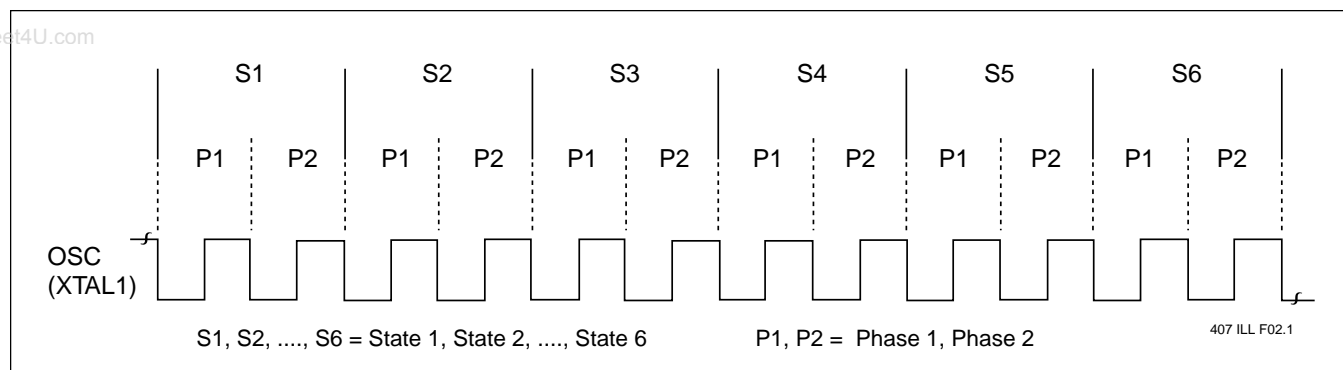 et4U.com
S1 S2 S3 S4 S5 S6
P1 P2 P1 P2 P1 P2 P1 P2 P1 P2 P1 P2
OSC
(XTAL1)
S1, S2, ...., S6 = State 1, State 2, ...., State 6 P1, P2 = Phase 1, Phase 2
407 ILL F02.1